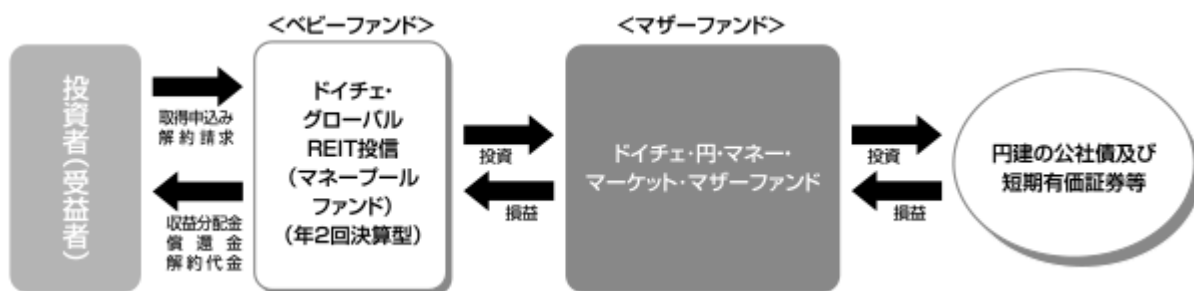 投資者(受益者)
取得申込み
解約請求
収益分配金
償還金
解約代金
<ベビーファンド>
ドイチェ・
グローバル
REIT投信
(マネープール
ファンド)
(年2回決算型)
投資
損益
<マザーファンド>
ドイチェ・円・マネー・
マーケット・マザーファンド
投資
損益
円建の公社債及び
短期有価証券等